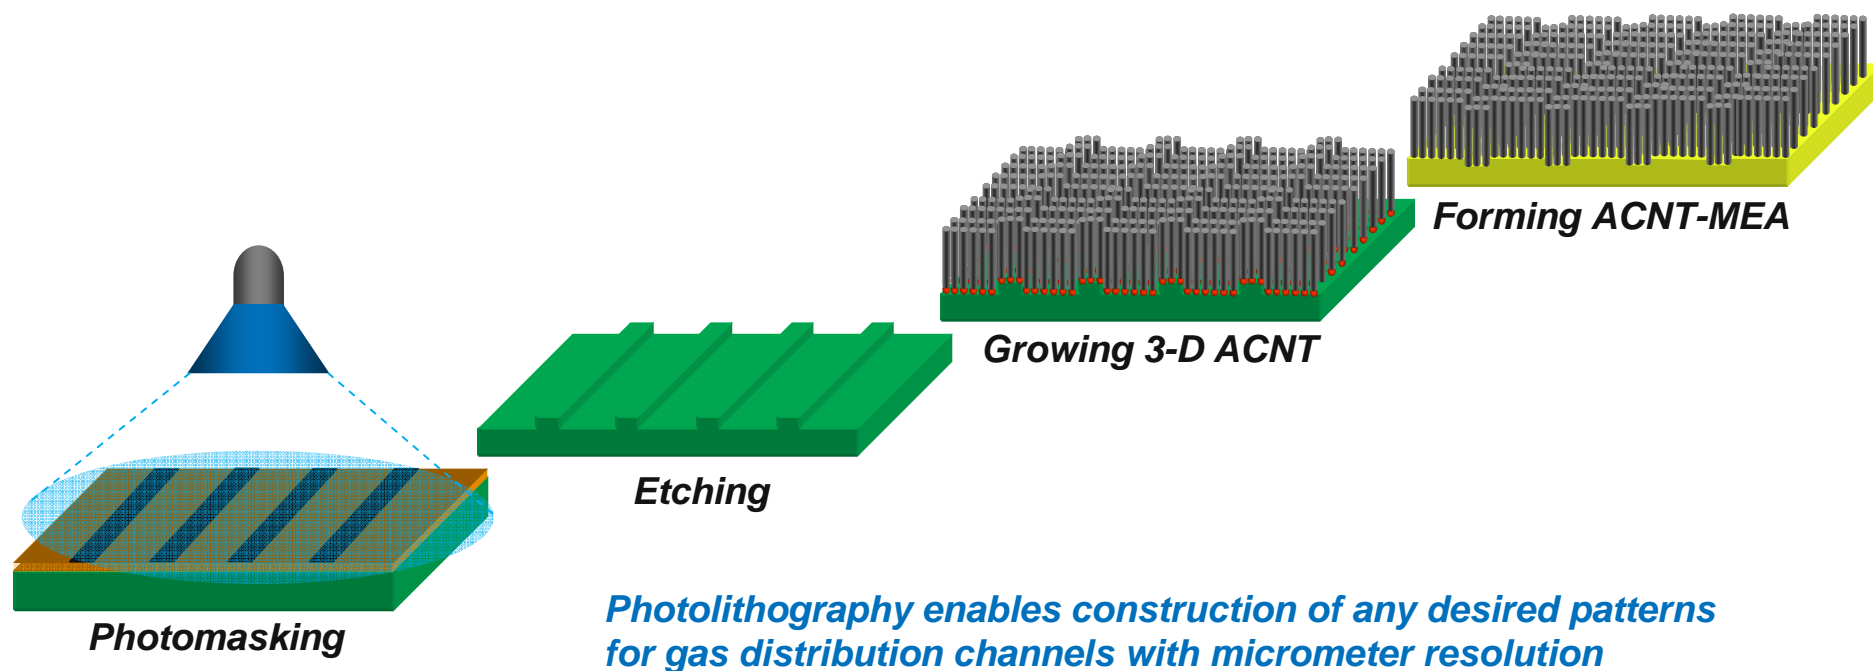 Forming ACNT-MEA
Growing 3-D ACNT
Etching
Photomasking
Photolithography enables construction of any desired patterns
for gas distribution channels with micrometer resolution